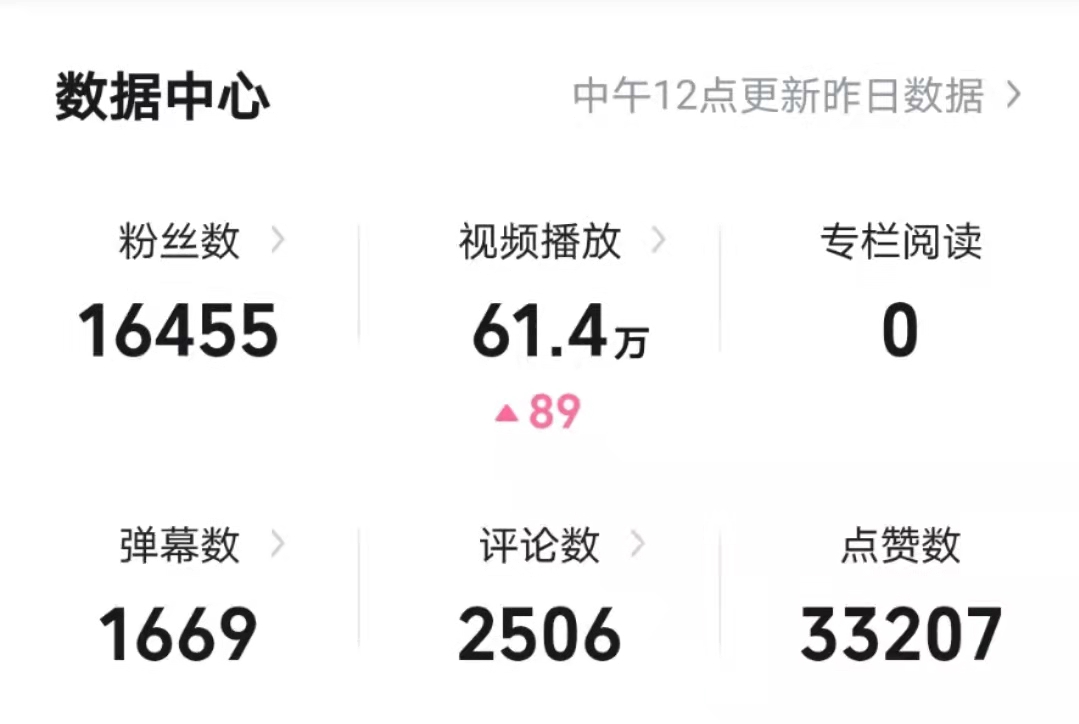 数据中心 中午12点更新昨日数据
粉丝数 视频播放 专栏阅读
16455 61.4万 0
▲89
弹幕数 评论数 点赞数
1669 2506 33207